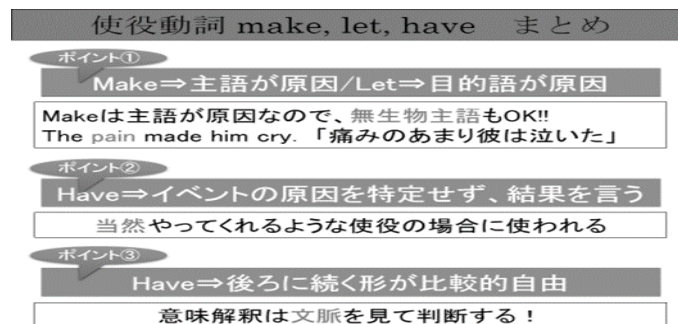 使役動詞 make, let, have　まとめ
ポイント①
Make⇒主語が原因/Let⇒目的語が原因
Makeは主語が原因なので、無生物主語もOK!!
The pain made him cry.「痛みのあまり彼は泣いた」
ポイント②
Have⇒イベントの原因を特定せず、結果を言う
当然やってくれるような使役の場合に使われる
ポイント③
Have⇒後ろに続く形が比較的自由
意味解釈は文脈を見て判断する！